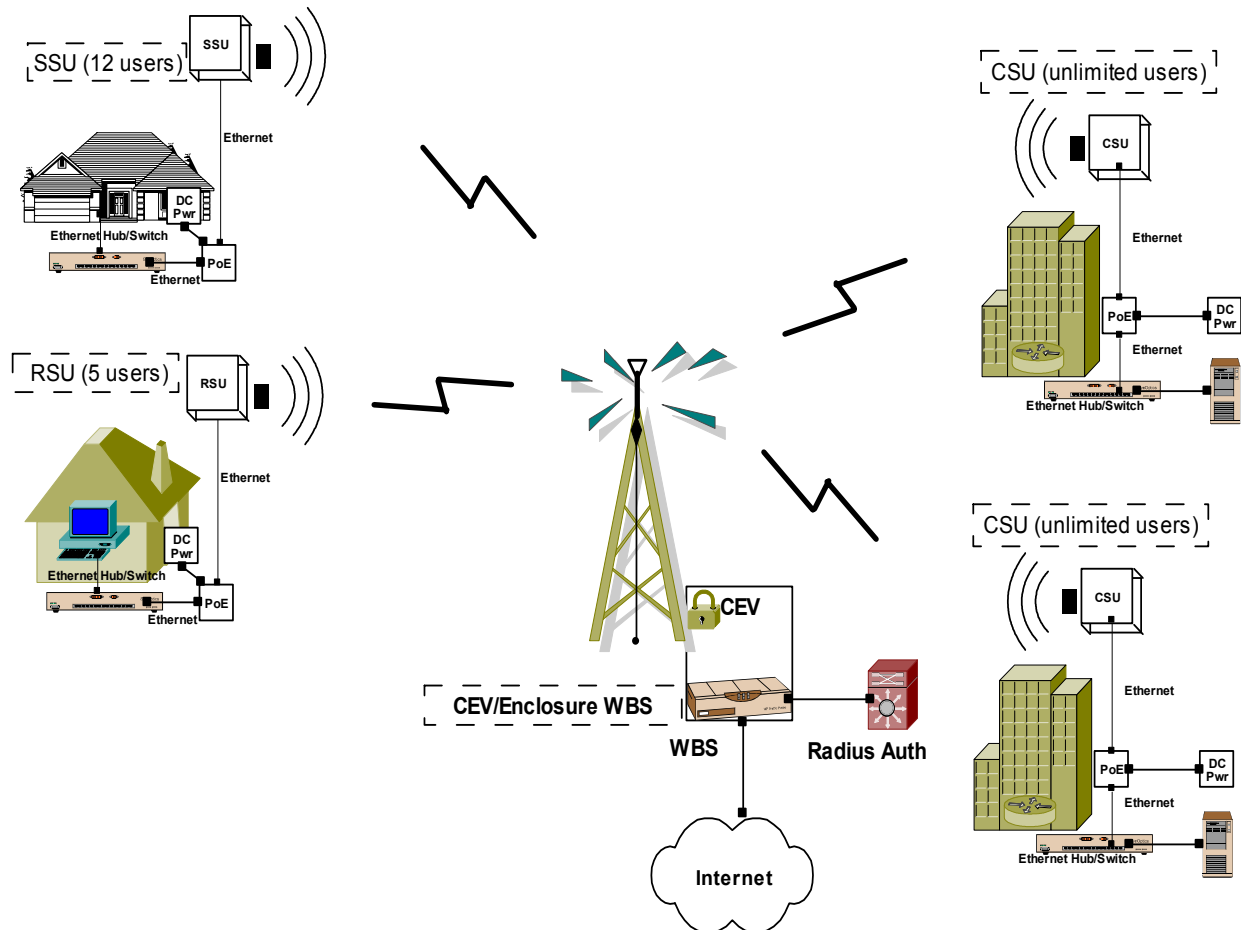 SSU
SSU (12 users)
Ethernet
DC
Pwr
Ethernet Hub/Switch
PoE
Ethernet
RSU (5 users)
RSU
Ethernet
DC
Pwr
Ethernet Hub/Switch
PoE
Ethernet
CSU (unlimited users)
CSU
Ethernet
PoE
DC
Pwr
Ethernet
Ethernet Hub/Switch
CEV
CEV/Enclosure WBS
WBS
Radius Auth
Internet
CSU (unlimited users)
CSU
Ethernet
PoE
DC
Pwr
Ethernet
Ethernet Hub/Switch